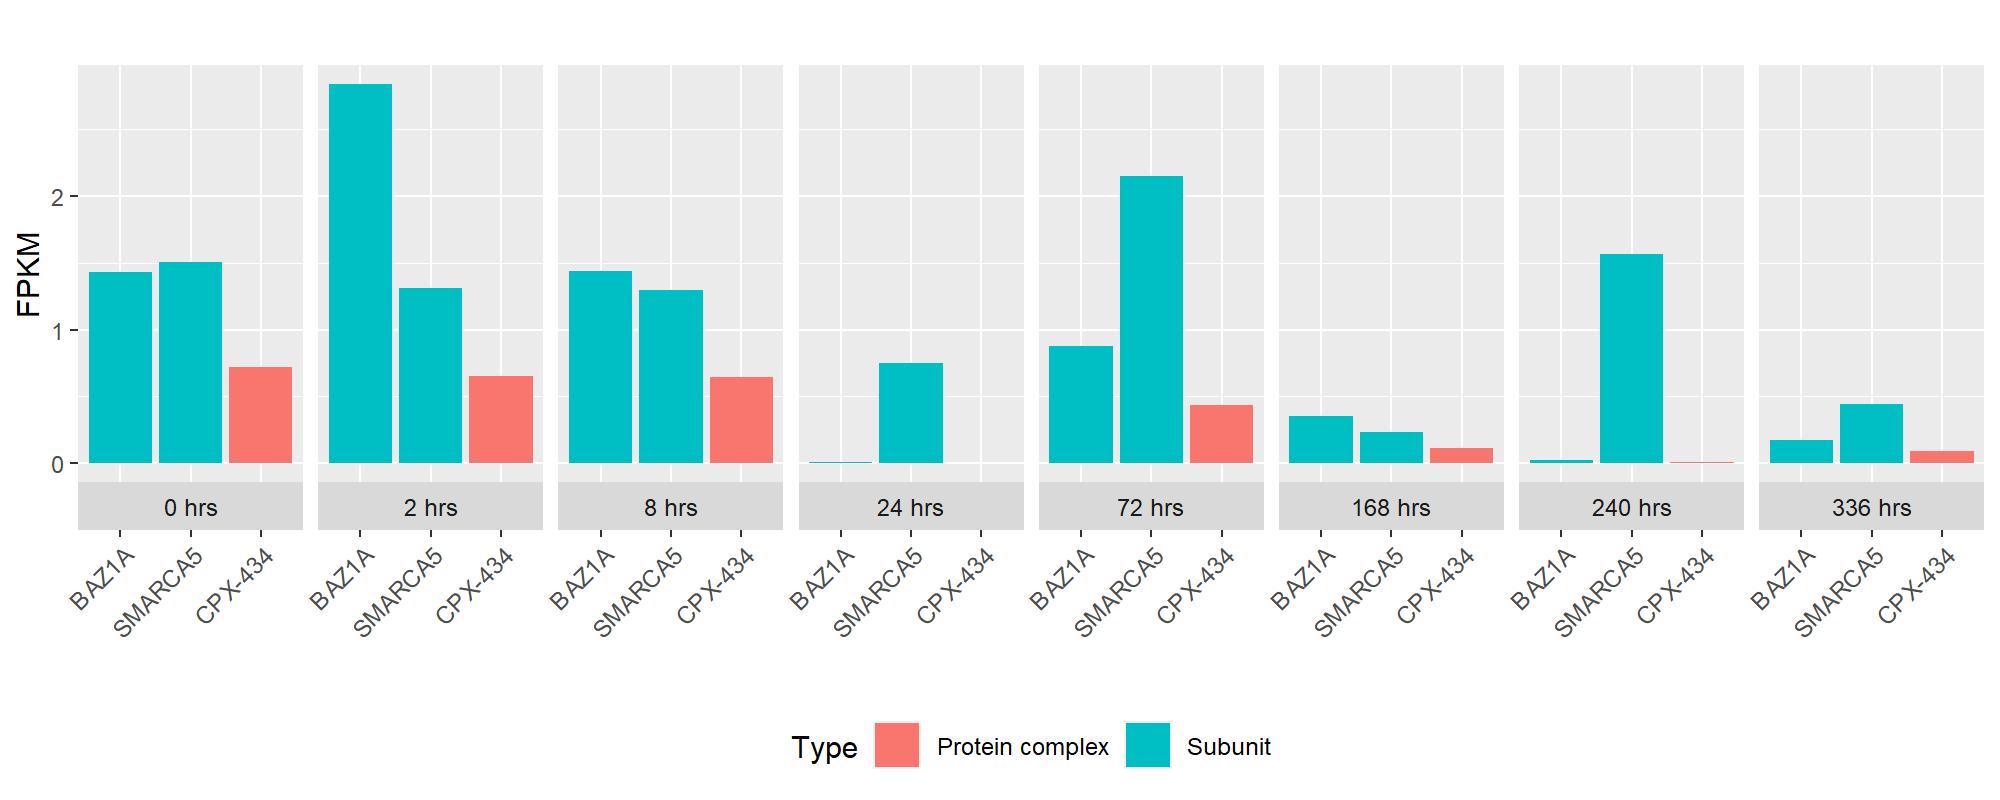 FPKM
2
1
0
0 hrs 2 hrs 8 hrs 24 hrs 72 hrs 168 hrs 240 hrs 336 hrs
BAZ1A SMARCA5 CPX-434 BAZ1A SMARCA5 CPX-434 BAZ1A SMARCA5 CPX-434 BAZ1A SMARCA5 CPX-434 BAZ1A SMARCA5 CPX-434 BAZ1A SMARCA5 CPX-434 BAZ1A SMARCA5 CPX-434 BAZ1A SMARCA5 CPX-434
Type Protein complex Subunit